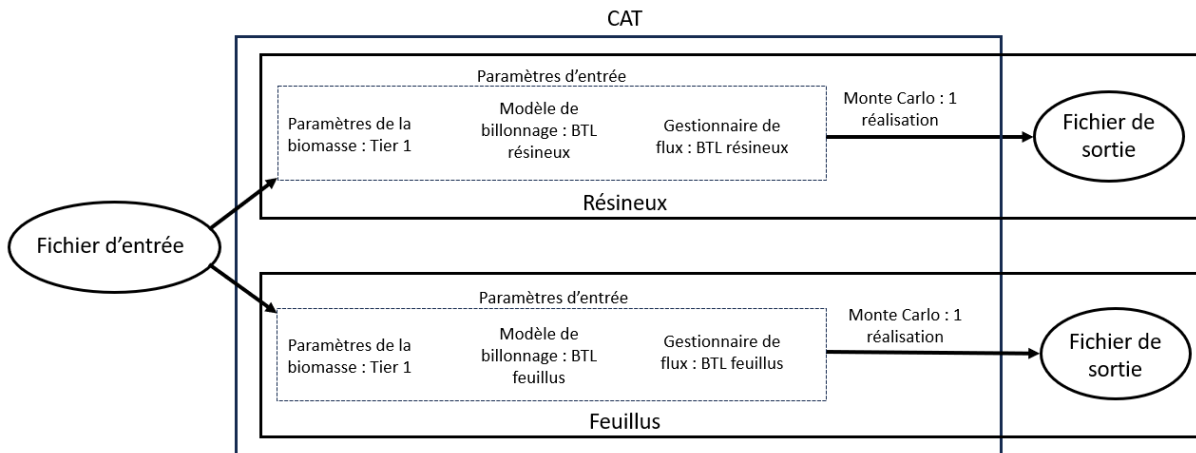 CAT
Paramètres d'entrée
Paramètres de la
biomasse : Tier 1
Modèle de
billonnage : BTL
résineux
Gestionnaire de
flux : BTL résineux
Monte Carlo : 1
réalisation
Fichier de
sortie
Résineux
Fichier d'entrée
Paramètres d'entrée
Paramètres de la
biomasse : Tier 1
Modèle de
billonnage : BTL
feuillus
Gestionnaire de
flux : BTL feuillus
Monte Carlo : 1
réalisation
Fichier de
sortie
Feuillus